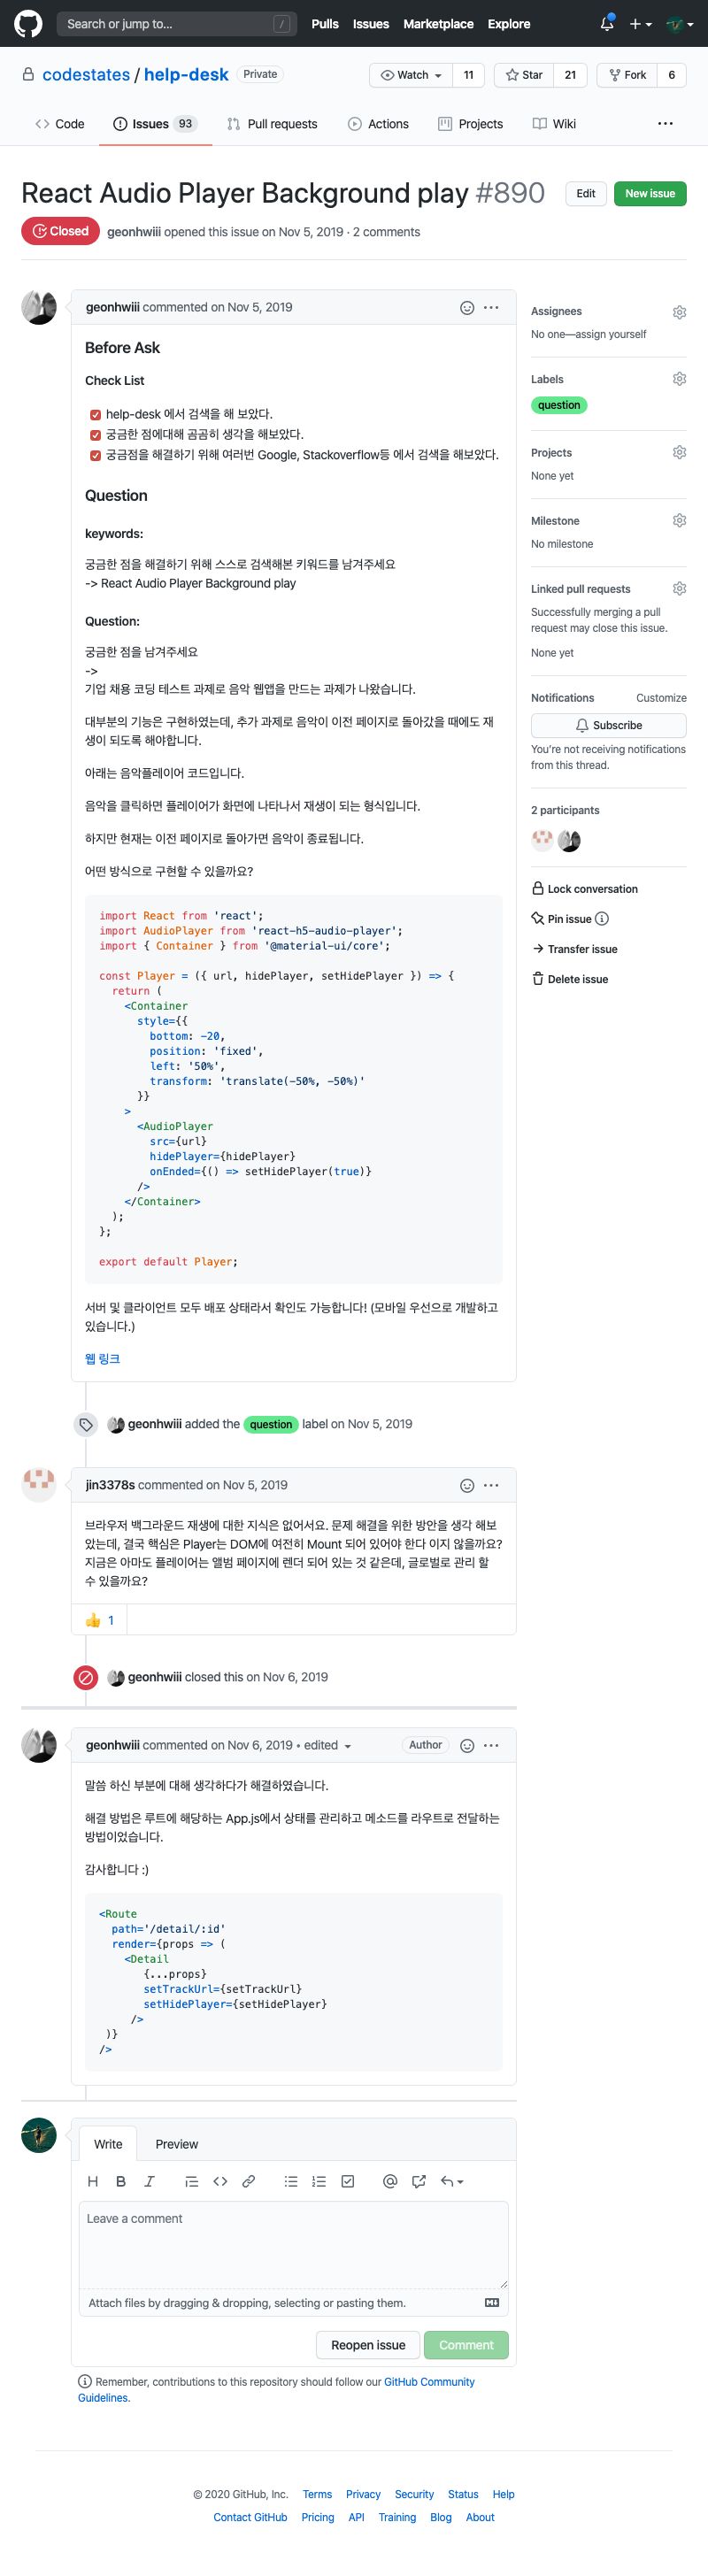 Search or jump to... /
Pulls Issues Marketplace Explore
codestates / help-desk Private
Watch 11 Star 21 Fork 6
Code Issues 93 Pull requests Actions Projects Wiki ...
React Audio Player Background play #890
Edit New issue
Closed geonhwiii opened this issue on Nov 5, 2019 · 2 comments
geonhwiii commented on Nov 5, 2019
Before Ask
Check List
help-desk 에서 검색을 해 보았다.
궁금한 점에대해 곰곰히 생각을 해보았다.
궁금점을 해결하기 위해 여러번 Google, Stackoverflow등 에서 검색을 해보았다.
Question
keywords:
궁금한 점을 해결하기 위해 스스로 검색해본 키워드를 남겨주세요
-> React Audio Player Background play
Question:
궁금한 점을 남겨주세요
->
기업 채용 코딩 테스트 과제로 음악 웹앱을 만드는 과제가 나왔습니다.
대부분의 기능은 구현하였는데, 추가 과제로 음악이 이전 페이지로 돌아갔을 때에도 재
생이 되도록 해야합니다.
아래는 음악플레이어 코드입니다.
음악을 클릭하면 플레이어가 화면에 나타나서 재생이 되는 형식입니다.
하지만 현재는 이전 페이지로 돌아가면 음악이 종료됩니다.
어떤 방식으로 구현할 수 있을까요?
import React from 'react';
import AudioPlayer from 'react-h5-audio-player';
import { Container } from '@material-ui/core';
const Player = ({ url, hidePlayer, setHidePlayer }) => {
return (
<Container
style={{
bottom: -20,
position: 'fixed',
left: '50%',
transform: 'translate(-50%, -50%)'
}}
>
<AudioPlayer
src={url}
hidePlayer={hidePlayer}
onEnded={() => setHidePlayer(true)}
/>
</Container>
);
};
export default Player;
서버 및 클라이언트 모두 배포 상태라서 확인도 가능합니다! (모바일 우선으로 개발하고
있습니다.)
웹 링크
Assignees
No one—assign yourself
Labels
question
Projects
None yet
Milestone
No milestone
Linked pull requests
Successfully merging a pull
request may close this issue.
None yet
Notifications Customize
Subscribe
You're not receiving notifications
from this thread.
2 participants
Lock conversation
Pin issue
Transfer issue
Delete issue
geonhwiii added the question label on Nov 5, 2019
jin3378s commented on Nov 5, 2019
브라우저 백그라운드 재생에 대한 지식은 없어서요. 문제 해결을 위한 방안을 생각 해보
았는데, 결국 핵심은 Player는 DOM에 여전히 Mount 되어 있어야 한다 이지 않을까요?
지금은 아마도 플레이어는 앨범 페이지에 렌더 되어 있는 것 같은데, 글로벌로 관리 할
수 있을까요?
👍 1
geonhwiii closed this on Nov 6, 2019
geonhwiii commented on Nov 6, 2019 • edited Author
말씀 하신 부분에 대해 생각하다가 해결하였습니다.
해결 방법은 루트에 해당하는 App.js에서 상태를 관리하고 메소드를 라우트로 전달하는
방법이었습니다.
감사합니다 :)
<Route
path='/detail/:id'
render={props => (
<Detail
{...props}
setTrackUrl={setTrackUrl}
setHidePlayer={setHidePlayer}
/>
)}
/>
Write Preview
Leave a comment
Attach files by dragging & dropping, selecting or pasting them.
Reopen issue Comment
Remember, contributions to this repository should follow our GitHub Community
Guidelines.
© 2020 GitHub, Inc. Terms Privacy Security Status Help
Contact GitHub Pricing API Training Blog About